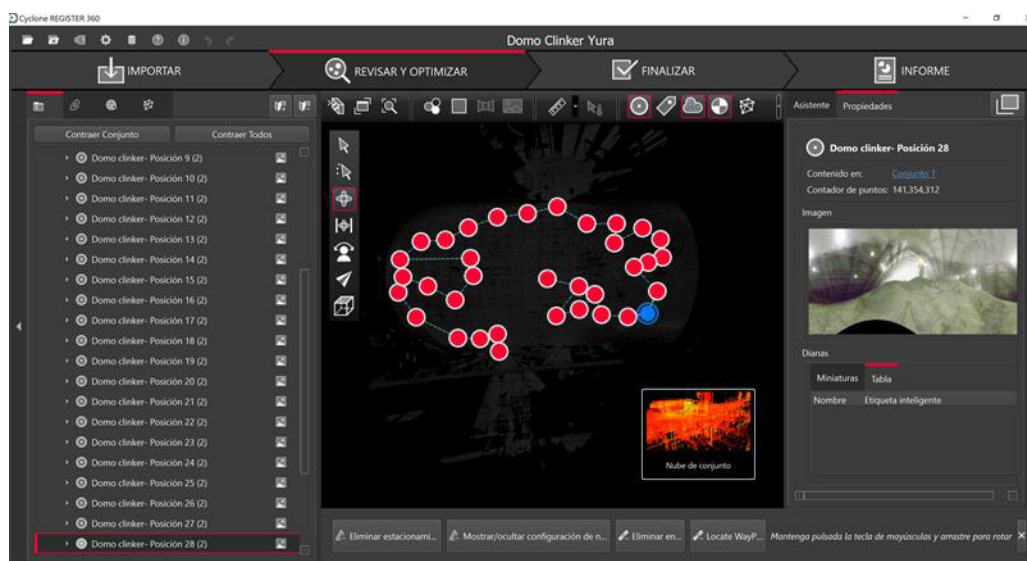 Cyclone REGISTER 360
Domo Clinker Yura
IMPORTAR
REVISAR Y OPTIMIZAR
FINALIZAR
INFORME
Contraer Conjunto
Contraer Todos
Domo clinker- Posición 9 (2)
Domo clinker- Posición 10 (2)
Domo clinker- Posición 11 (2)
Domo clinker- Posición 12 (2)
Domo clinker- Posición 13 (2)
Domo clinker- Posición 14 (2)
Domo clinker- Posición 15 (2)
Domo clinker- Posición 16 (2)
Domo clinker- Posición 17 (2)
Domo clinker- Posición 18 (2)
Domo clinker- Posición 19 (2)
Domo clinker- Posición 20 (2)
Domo clinker- Posición 21 (2)
Domo clinker- Posición 22 (2)
Domo clinker- Posición 23 (2)
Domo clinker- Posición 24 (2)
Domo clinker- Posición 25 (2)
Domo clinker- Posición 26 (2)
Domo clinker- Posición 27 (2)
Domo clinker- Posición 28 (2)
Nube de conjunto
Eliminar estacionami...
Mostrar/ocultar configuración de n...
Eliminar en...
Locate WayP...
Mantenga pulsada la tecla de mayúsculas y arrastre para rotar
Asistente
Propiedades
Domo clinker- Posición 28
Contenido en: Conjunto 1
Contador de puntos: 141,354,312
Imagen
Dianas
Miniaturas
Tabla
Nombre
Etiqueta inteligente